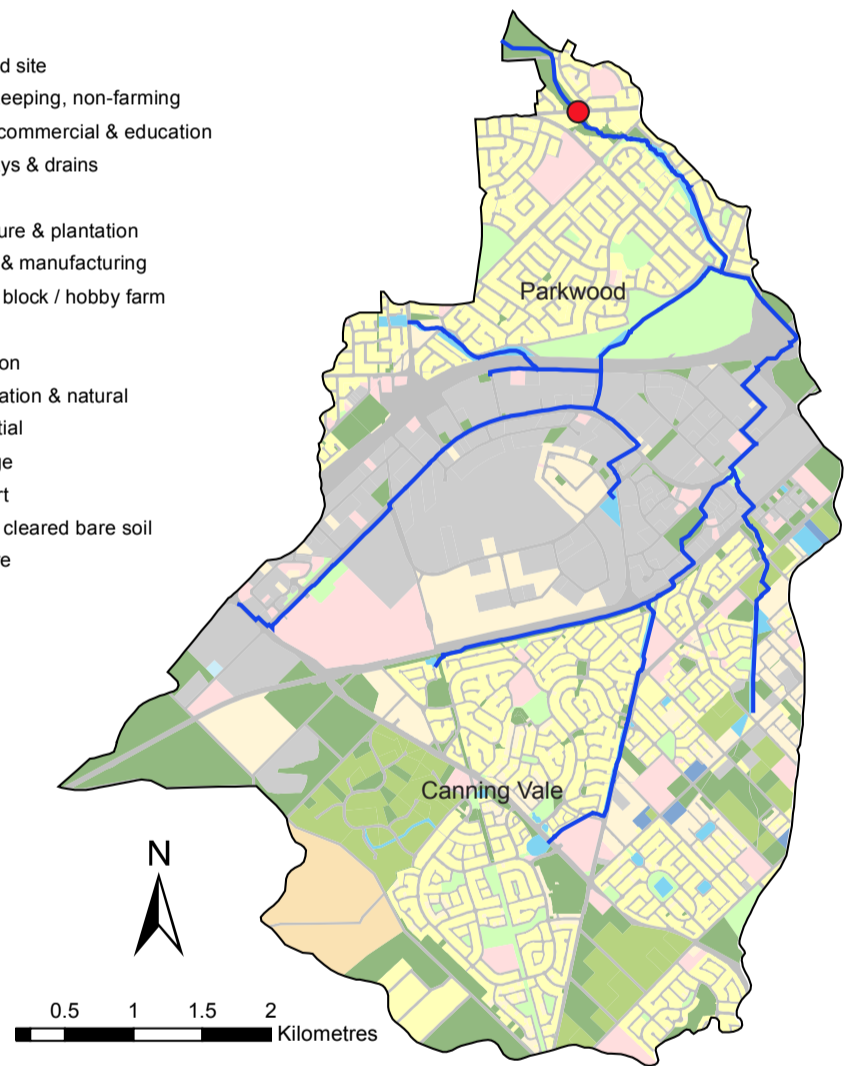 d site
eeping, non-farming
commercial & education
ys & drains
ure & plantation
& manufacturing
block / hobby farm
on
ation & natural
tial
ge
rt
cleared bare soil
re
Parkwood
Canning Vale
N
0.5 1 1.5 2
Kilometres